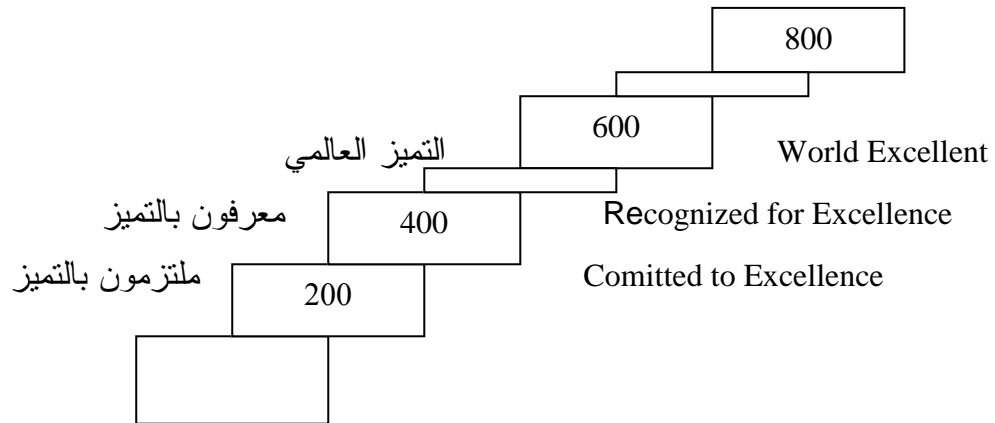 800
600
التميز العالمي
World Excellent
معرفون بالتميز
400
Recognized for Excellence
ملتزمون بالتميز
200
Comitted to Excellence